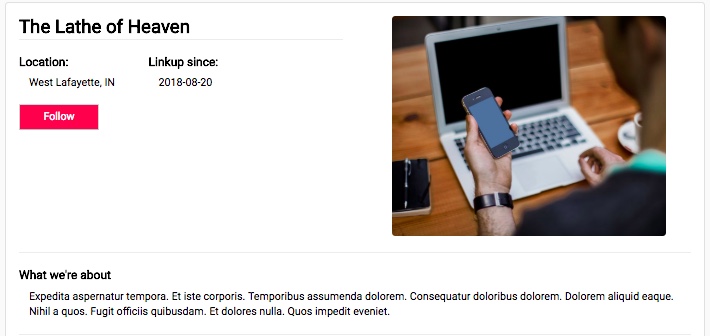 The Lathe of Heaven
Location:
West Lafayette, IN
Linkup since:
2018-08-20
Follow
What we're about
Expedita aspernatur tempora. Et iste corporis. Temporibus assumenda dolorem. Consequatur doloribus dolorem. Dolorem aliquid eaque.
Nihil a quos. Fugit officiis quibusdam. Et dolores nulla. Quos impedit eveniet.